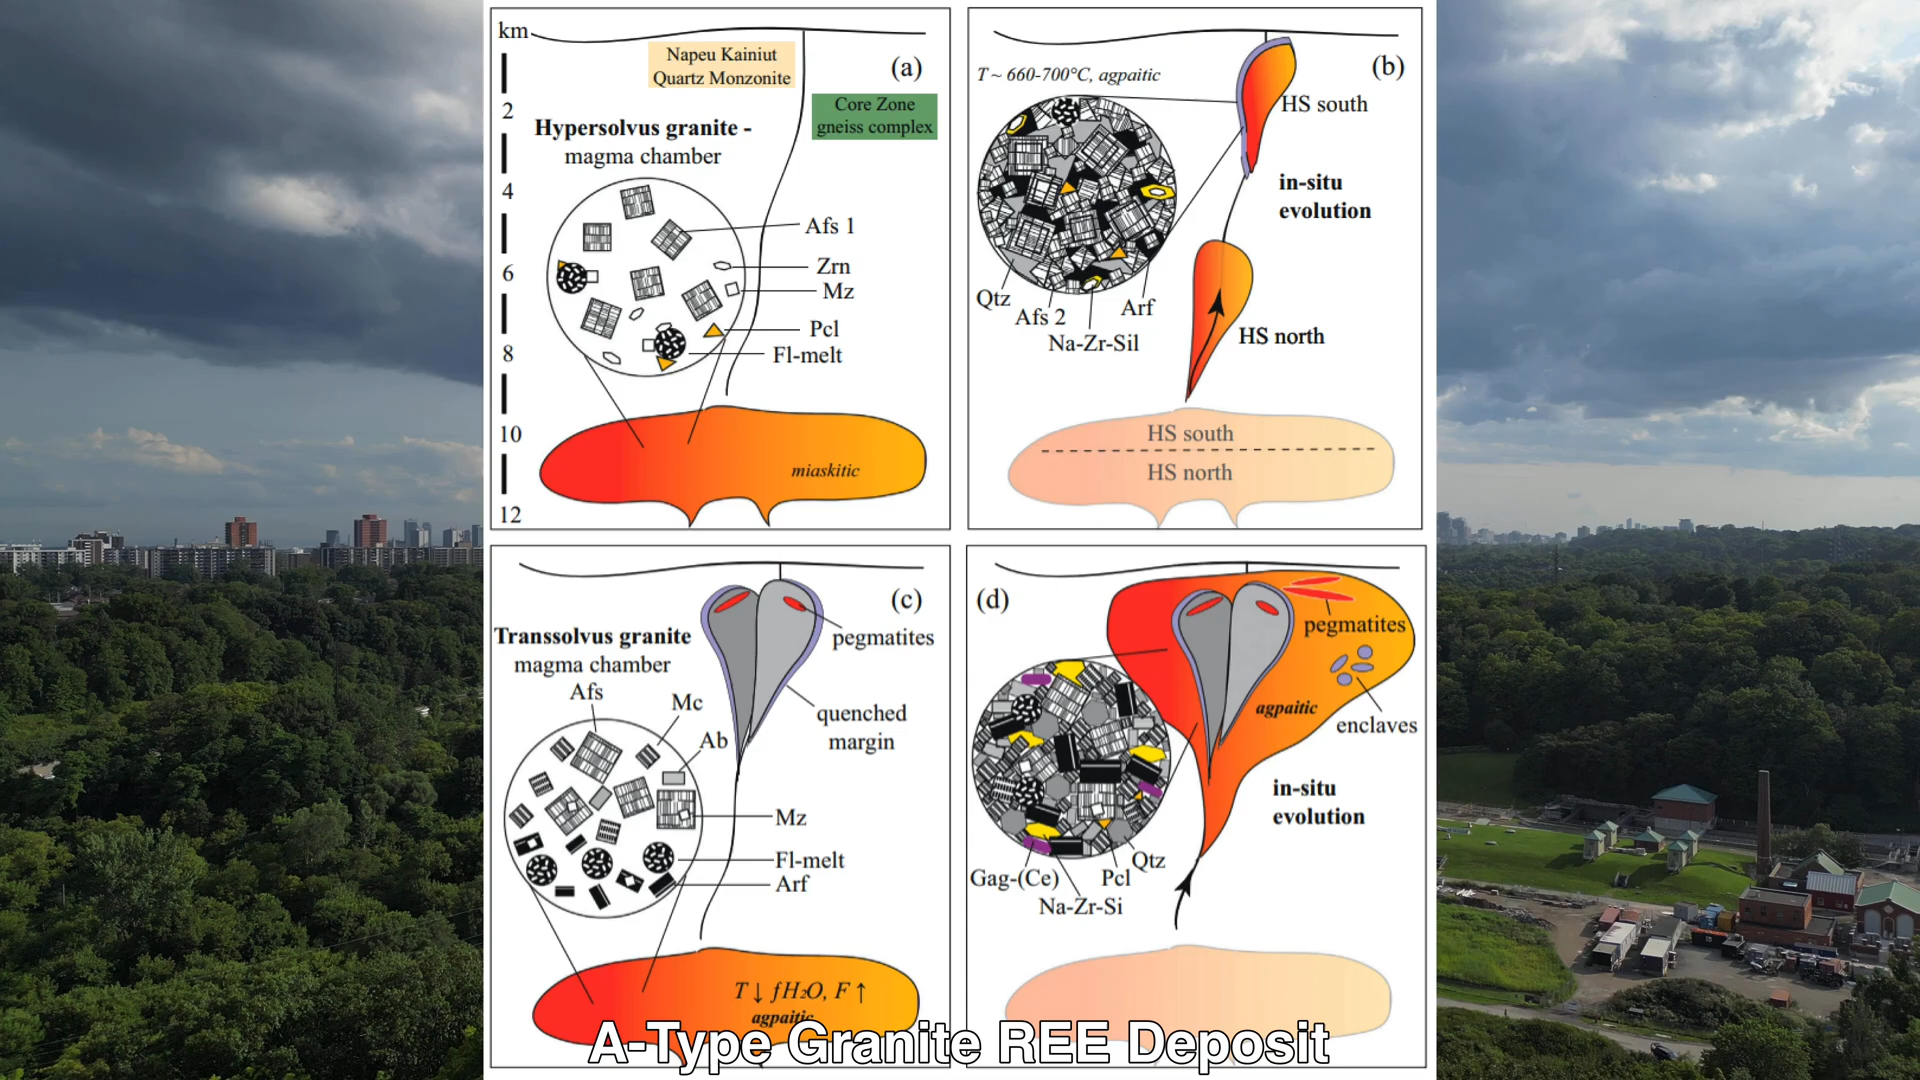 km
Napeu Kainiut
Quartz Monzonite
(a)
Core Zone
gneiss complex
2
Hypersolvus granite -
magma chamber
4
Afs 1
6
Zrn
Mz
Pcl
8
Fl-melt
10
miaskitic
12
(b)
T ~ 660-700°C, agpaitic
HS south
in-situ
evolution
Qtz
Afs 2
Arf
Na-Zr-Sil
HS north
HS south
HS north
(c)
Transsolvus granite
magma chamber
pegmatites
Afs
Mc
Ab
quenched
margin
Mz
Fl-melt
Arf
T ↓ fH₂O, F ↑
agpaitic
(d)
pegmatites
agpaitic
enclaves
in-situ
evolution
Qtz
Gag-(Ce)
Pcl
Na-Zr-Si
A-Type Granite REE Deposit